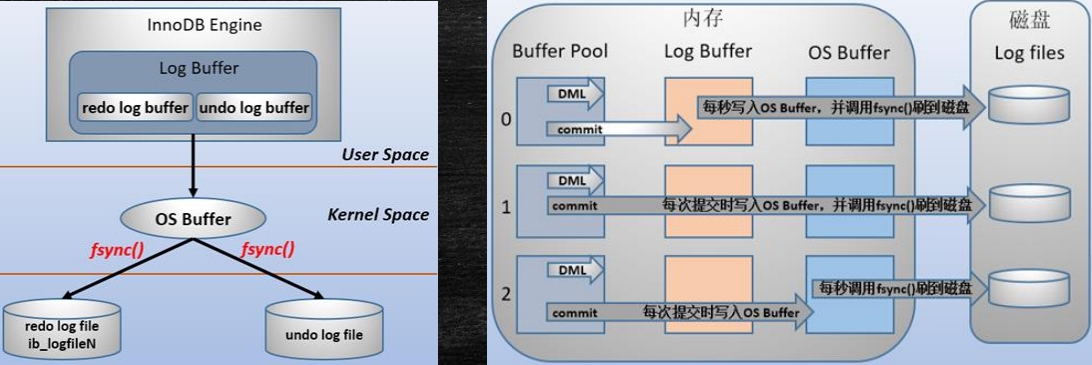 InnoDB Engine
Log Buffer
redo log buffer
undo log buffer
User Space
OS Buffer
Kernel Space
fsync()
fsync()
redo log file
ib_logfileN
undo log file
内存
磁盘
Buffer Pool
Log Buffer
OS Buffer
Log files
0
DML
commit
每秒写入OS Buffer，并调用fsync()刷到磁盘
1
DML
commit
每次提交时写入OS Buffer，并调用fsync()刷到磁盘
2
DML
commit
每次提交时写入OS Buffer
每秒调用fsync()刷到磁盘